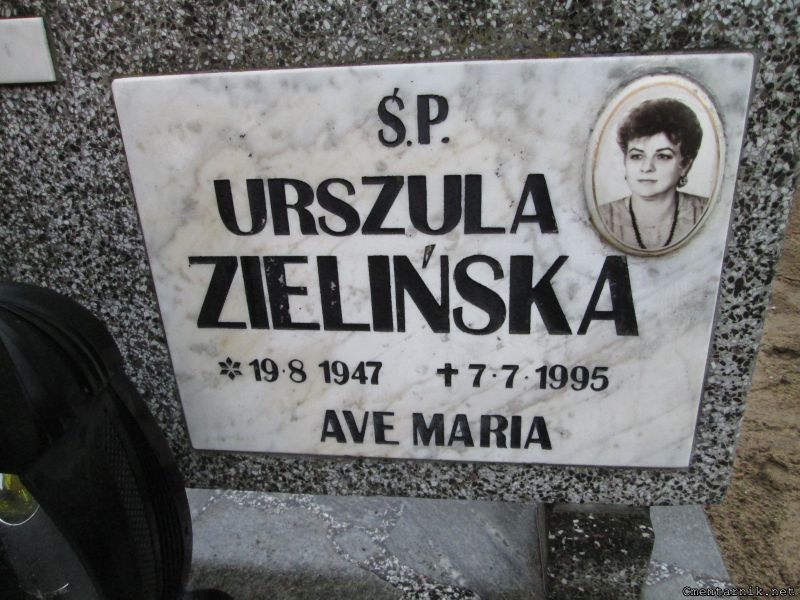 Ś.P.
URSZULA
ZIELIŃSKA
* 19·8 1947 ✝ 7·7·1995
AVE MARIA
Cmentarnik.net